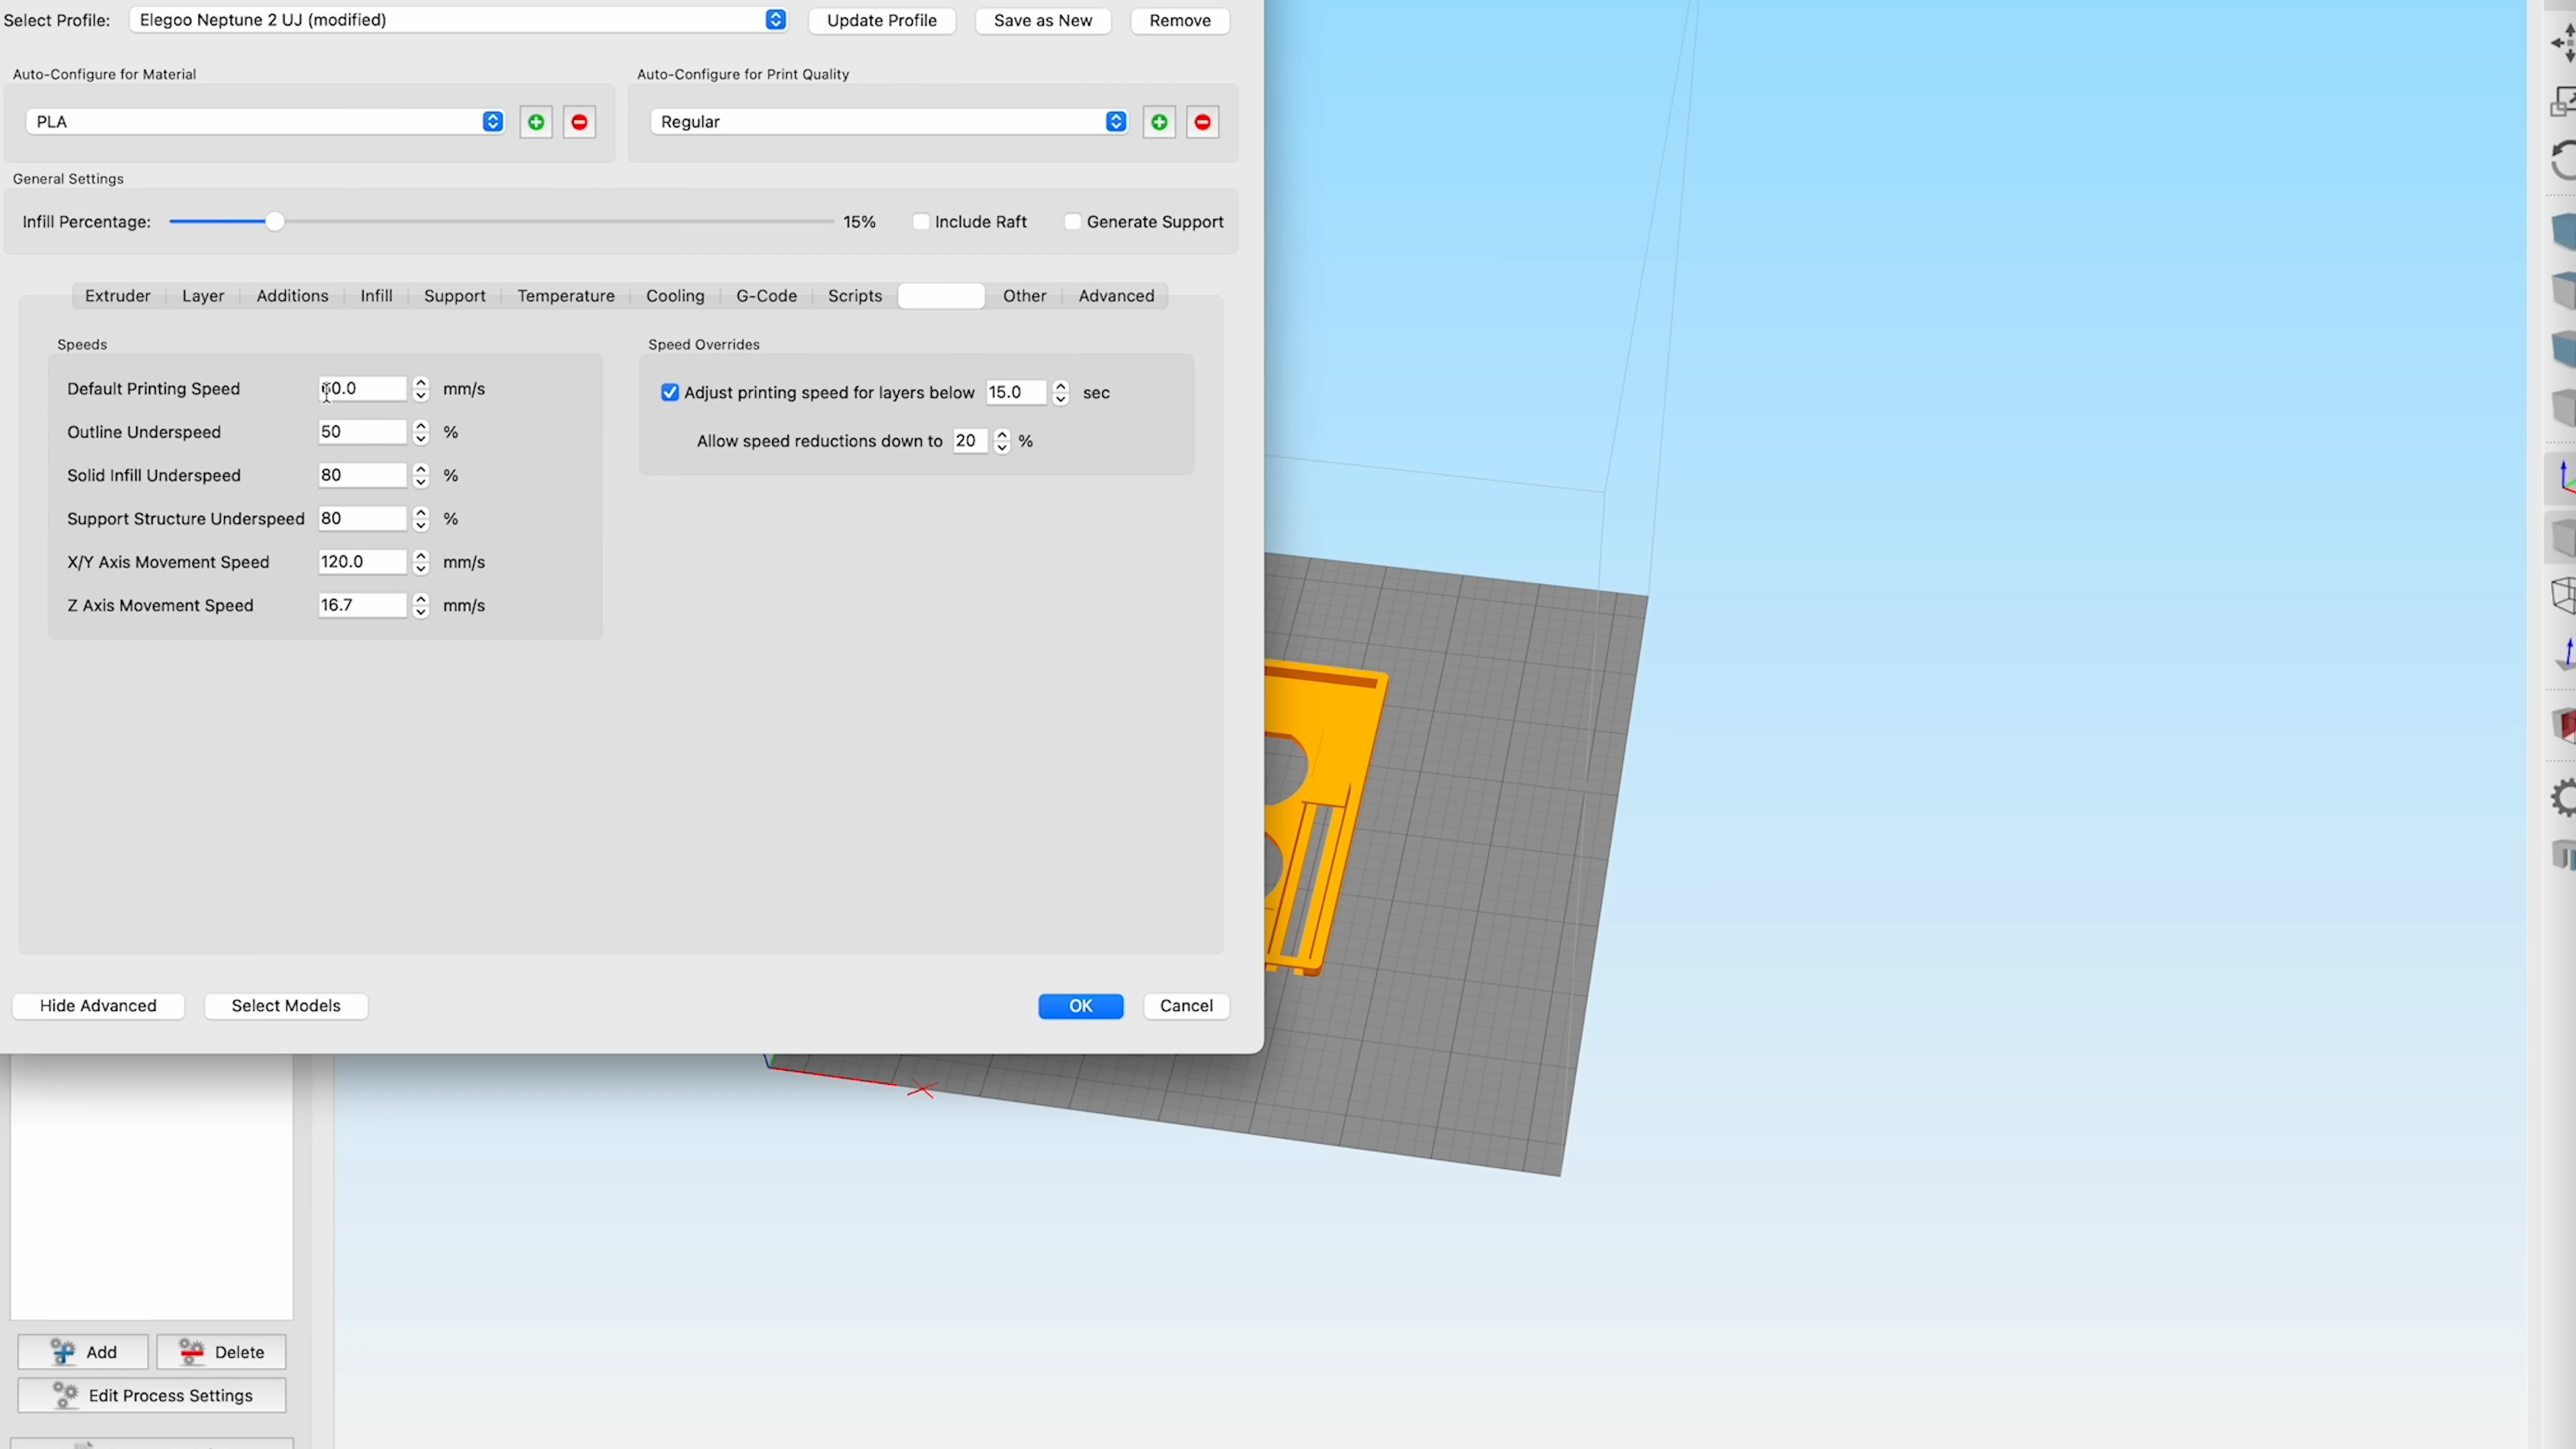 Select Profile: Elegoo Neptune 2 UJ (modified) Update Profile Save as New Remove
Auto-Configure for Material Auto-Configure for Print Quality
PLA Regular
General Settings
Infill Percentage: 15% Include Raft Generate Support
Extruder Layer Additions Infill Support Temperature Cooling G-Code Scripts Other Advanced
Speeds Speed Overrides
Default Printing Speed mm/s
Adjust printing speed for layers below 15.0 sec
Outline Underspeed 50 %
Allow speed reductions down to 20 %
Solid Infill Underspeed 80 %
Support Structure Underspeed 80 %
X/Y Axis Movement Speed 120.0 mm/s
Z Axis Movement Speed 16.7 mm/s
Hide Advanced Select Models OK Cancel
Add Delete
Edit Process Settings